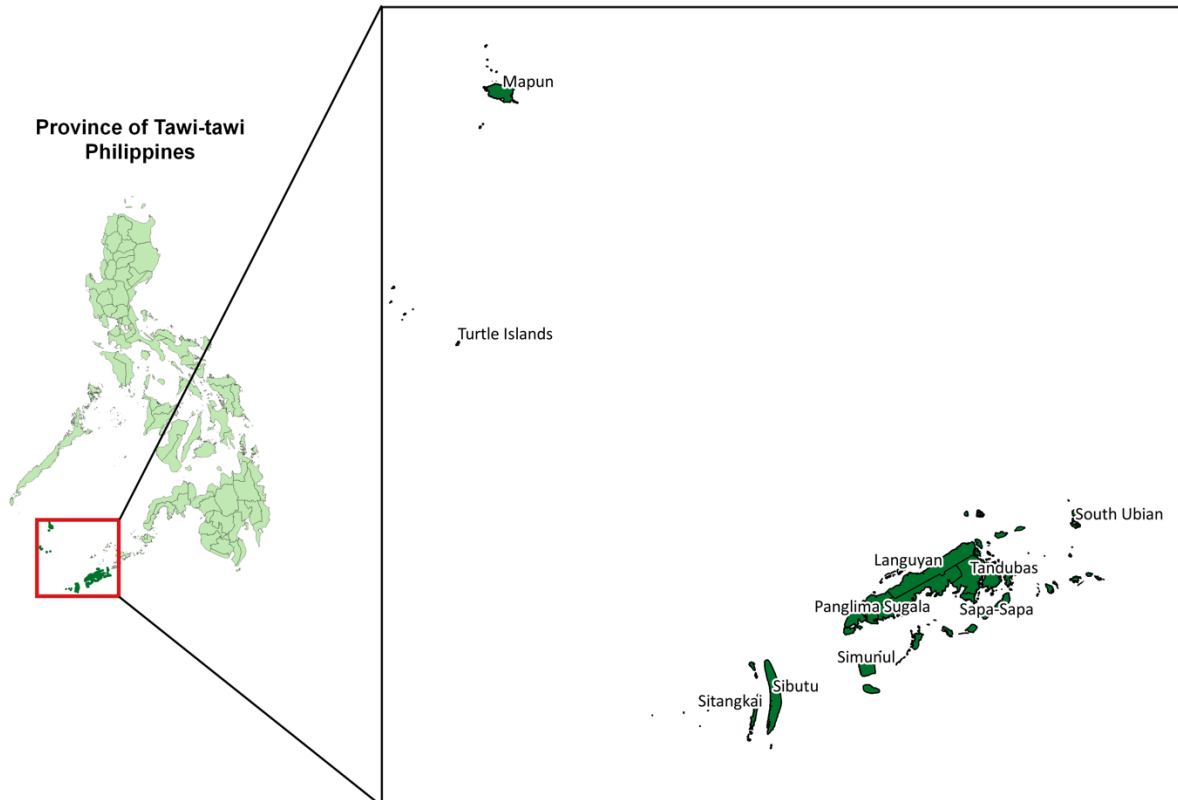 Province of Tawi-tawi
Philippines
Mapun
Turtle Islands
South Ubian
Languyan
Tandubas
Panglima Sugala
Sapa-Sapa
Simunul
Sibutu
Sitangkai